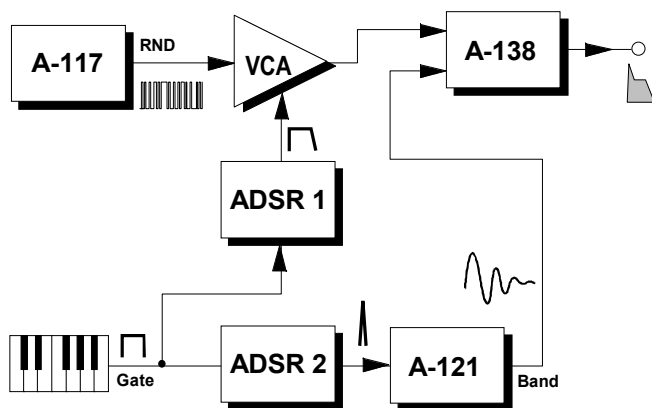 A-117
RND
VCA
A-138
ADSR 1
Gate
ADSR 2
A-121
Band